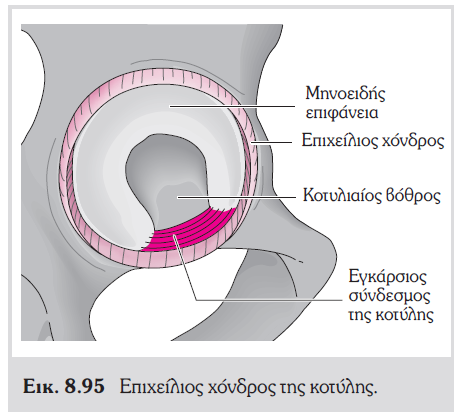 Μηνοειδής
επιφάνεια
Επιχείλιος χόνδρος
Κοτυλιαίος βόθρος
Εγκάρσιος
σύνδεσμος
της κοτύλης
Εικ. 8.95 Επιχείλιος χόνδρος της κοτύλης.